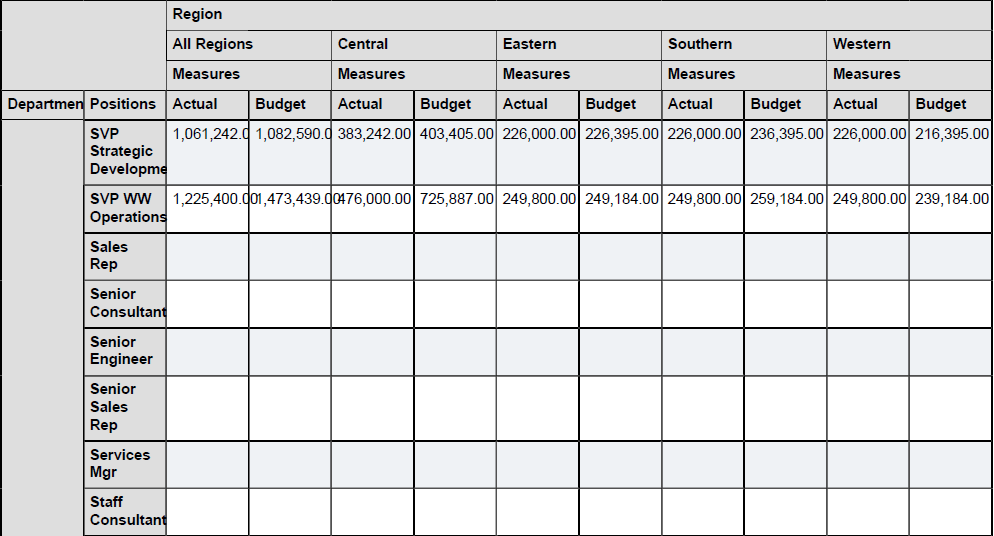 Region
All Regions Central Eastern Southern Western
Measures Measures Measures Measures Measures
Departmen Positions Actual Budget Actual Budget Actual Budget Actual Budget Actual Budget
SVP 1,061,242.0 1,082,590.0 383,242.00 403,405.00 226,000.00 226,395.00 226,000.00 236,395.00 226,000.00 216,395.00
Strategic
Developme
SVP WW 1,225,400.00 1,473,439.00 476,000.00 725,887.00 249,800.00 249,184.00 249,800.00 259,184.00 249,800.00 239,184.00
Operations
Sales
Rep
Senior
Consultant
Senior
Engineer
Senior
Sales
Rep
Services
Mgr
Staff
Consultant